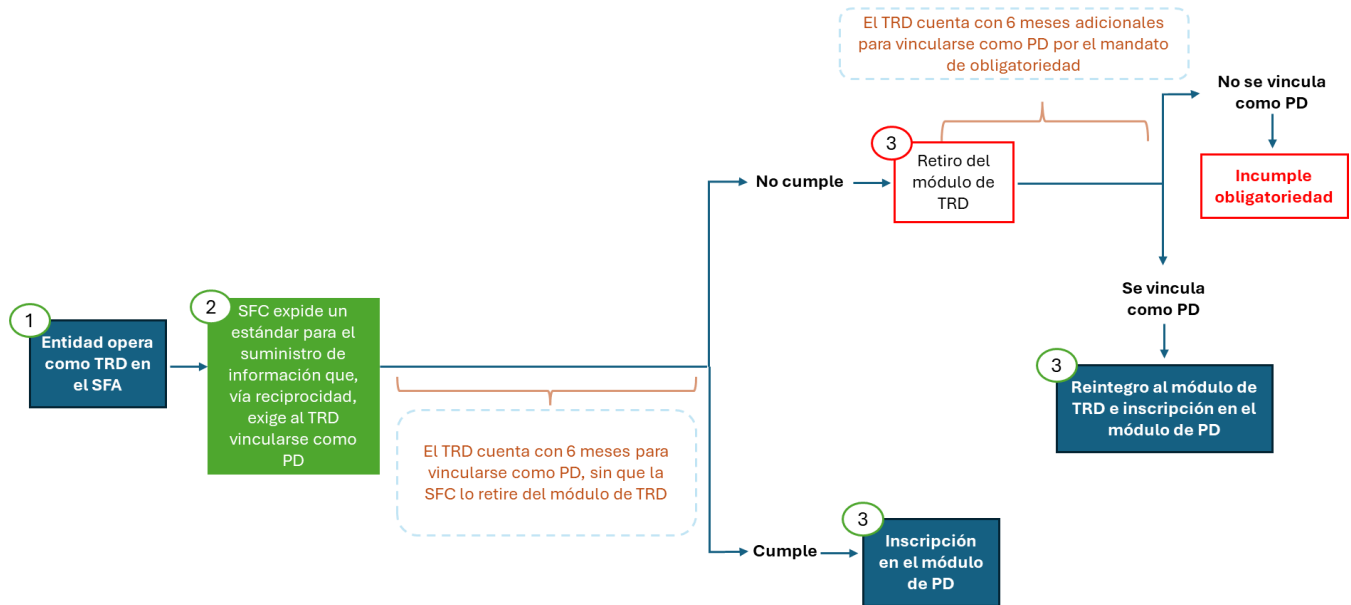 1
Entidad opera
como TRD en
el SFA
2
SFC expide un
estándar para el
suministro de
información que,
vía reciprocidad,
exige al TRD
vincularse como
PD
El TRD cuenta con 6 meses para
vincularse como PD, sin que la
SFC lo retire del módulo de TRD
No cumple
3
Retiro del
módulo de
TRD
El TRD cuenta con 6 meses adicionales
para vincularse como PD por el mandato
de obligatoriedad
No se vincula
como PD
Incumple
obligatoriedad
Se vincula
como PD
3
Reintegro al módulo de
TRD e inscripción en el
módulo de PD
Cumple
3
Inscripción
en el módulo
de PD